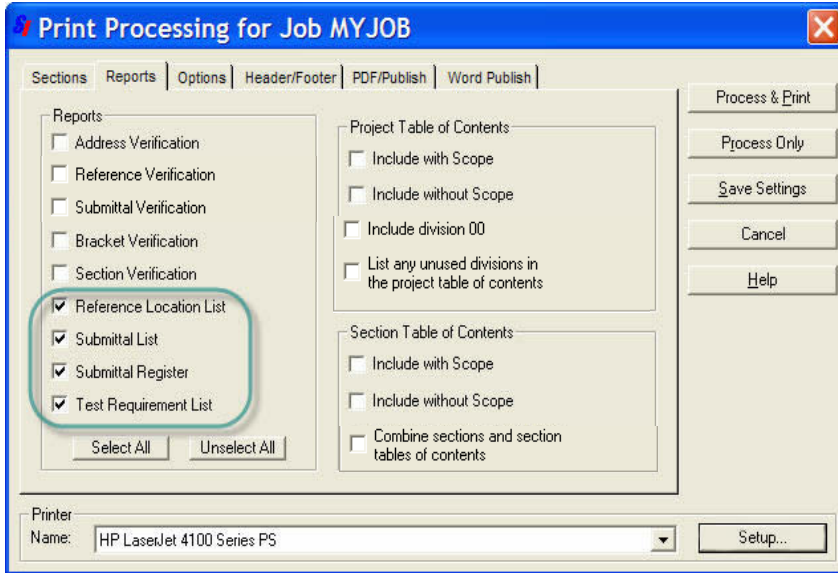 Print Processing for Job MYJOB
Sections Reports Options Header/Footer PDF/Publish Word Publish
Reports
Address Verification
Reference Verification
Submittal Verification
Bracket Verification
Section Verification
Reference Location List
Submittal List
Submittal Register
Test Requirement List
Select All Unselect All
Project Table of Contents
Include with Scope
Include without Scope
Include division 00
List any unused divisions in
the project table of contents
Section Table of Contents
Include with Scope
Include without Scope
Combine sections and section
tables of contents
Process & Print
Process Only
Save Settings
Cancel
Help
Printer
Name: HP LaserJet 4100 Series PS Setup...